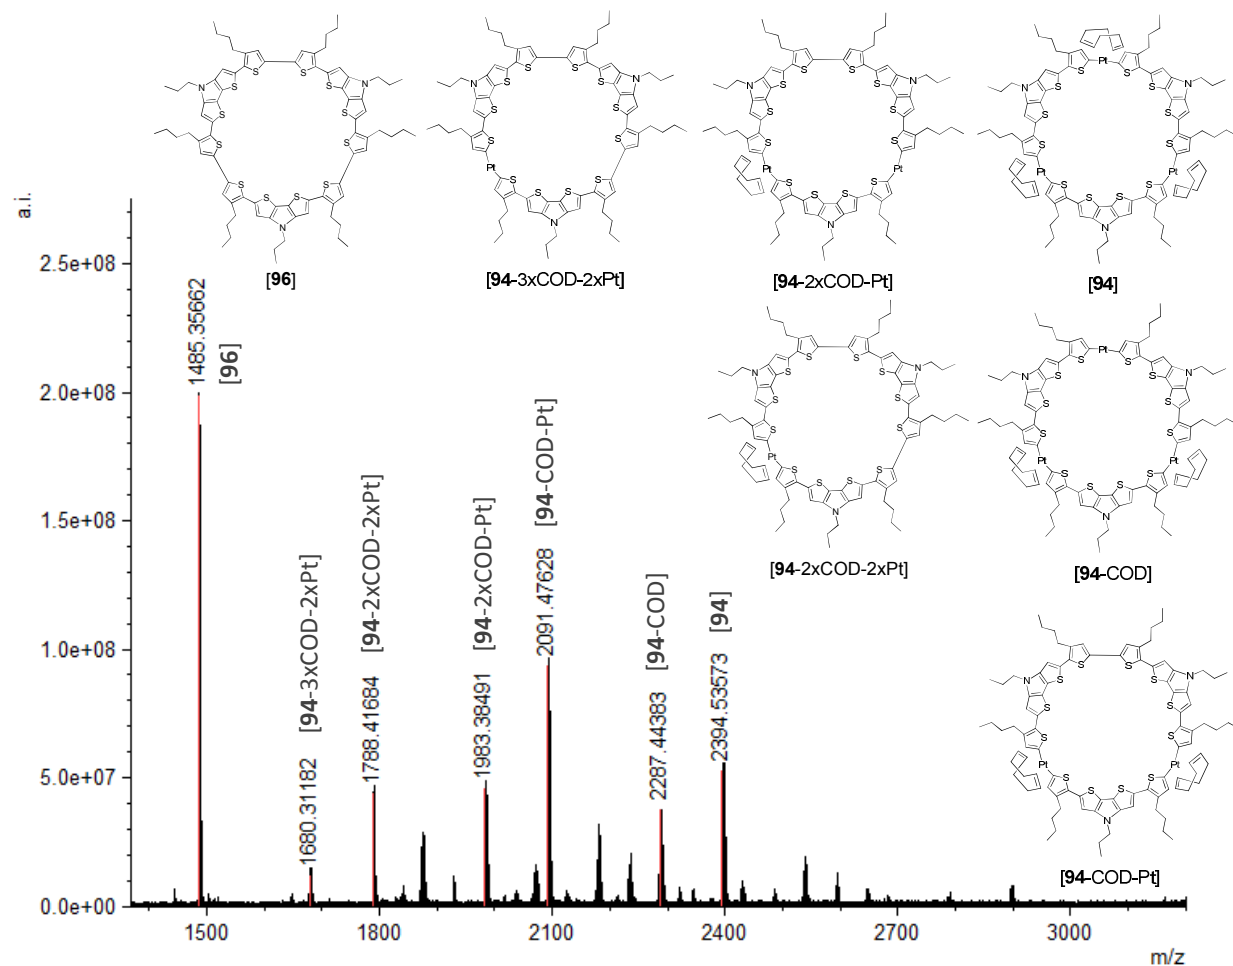 [96]
[94-3xCOD-2xPt]
[94-2xCOD-Pt]
[94]
[94-2xCOD-2xPt]
[94-COD]
[94-COD-Pt]
a.i.
2.5e+08
2.0e+08
1.5e+08
1.0e+08
5.0e+07
0.0e+00
1485.35662
[96]
1680.31182
[94-3xCOD-2xPt]
1788.41684
[94-2xCOD-2xPt]
1983.38491
[94-2xCOD-Pt]
2091.47628
[94-COD-Pt]
2287.44383
[94-COD]
2394.53573
[94]
1500
1800
2100
2400
2700
3000
m/z